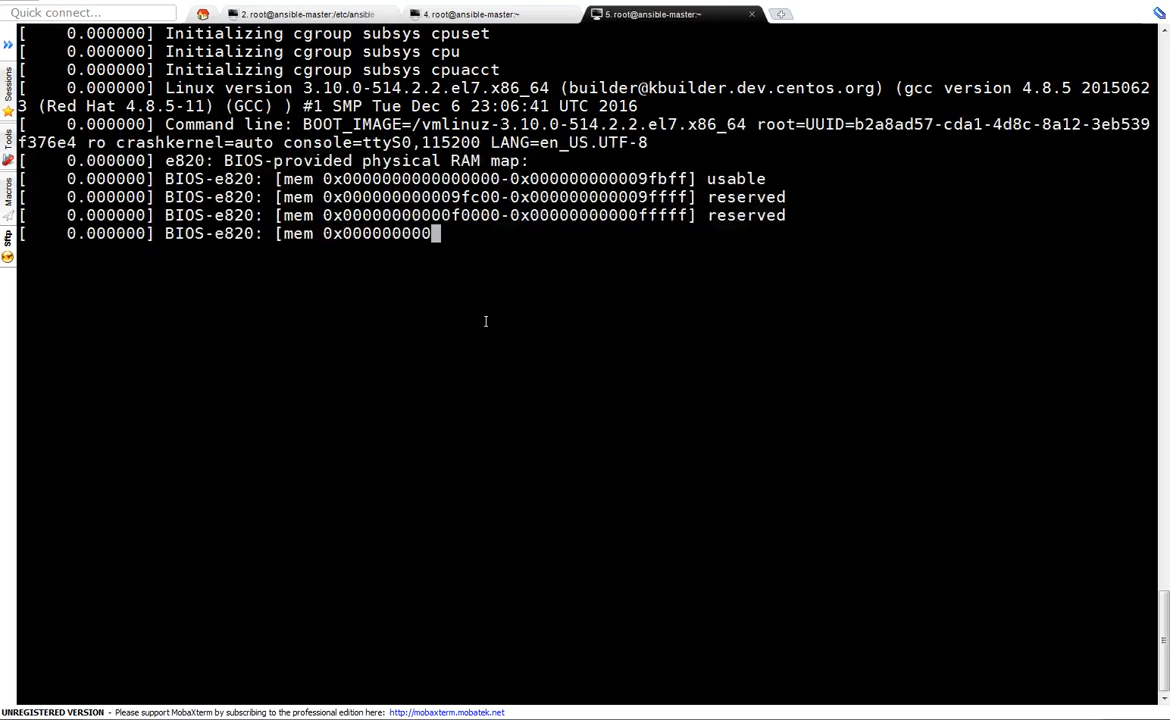 Quick connect...
2. root@ansible-master:/etc/ansible
4. root@ansible-master:~
5. root@ansible-master:~
Sessions
Tools
Macros
Sftp
[    0.000000] Initializing cgroup subsys cpuset
[    0.000000] Initializing cgroup subsys cpu
[    0.000000] Initializing cgroup subsys cpuacct
[    0.000000] Linux version 3.10.0-514.2.2.el7.x86_64 (builder@kbuilder.dev.centos.org) (gcc version 4.8.5 2015062
3 (Red Hat 4.8.5-11) (GCC) ) #1 SMP Tue Dec 6 23:06:41 UTC 2016
[    0.000000] Command line: BOOT_IMAGE=/vmlinuz-3.10.0-514.2.2.el7.x86_64 root=UUID=b2a8ad57-cda1-4d8c-8a12-3eb539
f376e4 ro crashkernel=auto console=ttyS0,115200 LANG=en_US.UTF-8
[    0.000000] e820: BIOS-provided physical RAM map:
[    0.000000] BIOS-e820: [mem 0x0000000000000000-0x000000000009fbff] usable
[    0.000000] BIOS-e820: [mem 0x000000000009fc00-0x000000000009ffff] reserved
[    0.000000] BIOS-e820: [mem 0x00000000000f0000-0x00000000000fffff] reserved
[    0.000000] BIOS-e820: [mem 0x000000000
UNREGISTERED VERSION - Please support MobaXterm by subscribing to the professional edition here: http://mobaxterm.mobatek.net